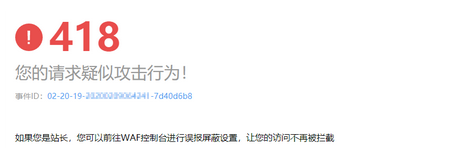 418
您的请求疑似攻击行为！
事件ID：02-20-19-
-7d40d6b8
如果您是站长，您可以前往WAF控制台进行误报屏蔽设置，让您的访问不再被拦截